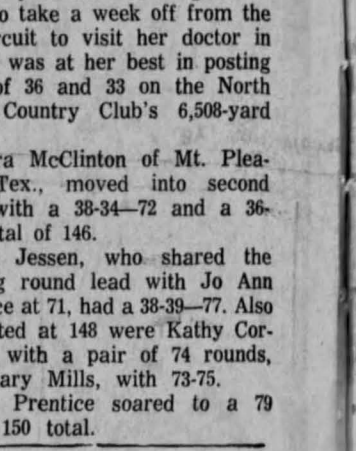 o take a week off from the
cuit to visit her doctor in
was at her best in posting
of 36 and 33 on the North
Country Club's 6,508-yard
ra McClinton of Mt. Plea-
Tex., moved into second
with a 38-34—72 and a 36-
tal of 146.
Jessen, who shared the
g round lead with Jo Ann
ce at 71, had a 38-39—77. Also
ted at 148 were Kathy Cor-
with a pair of 74 rounds,
ary Mills, with 73-75.
Prentice soared to a 79
150 total.